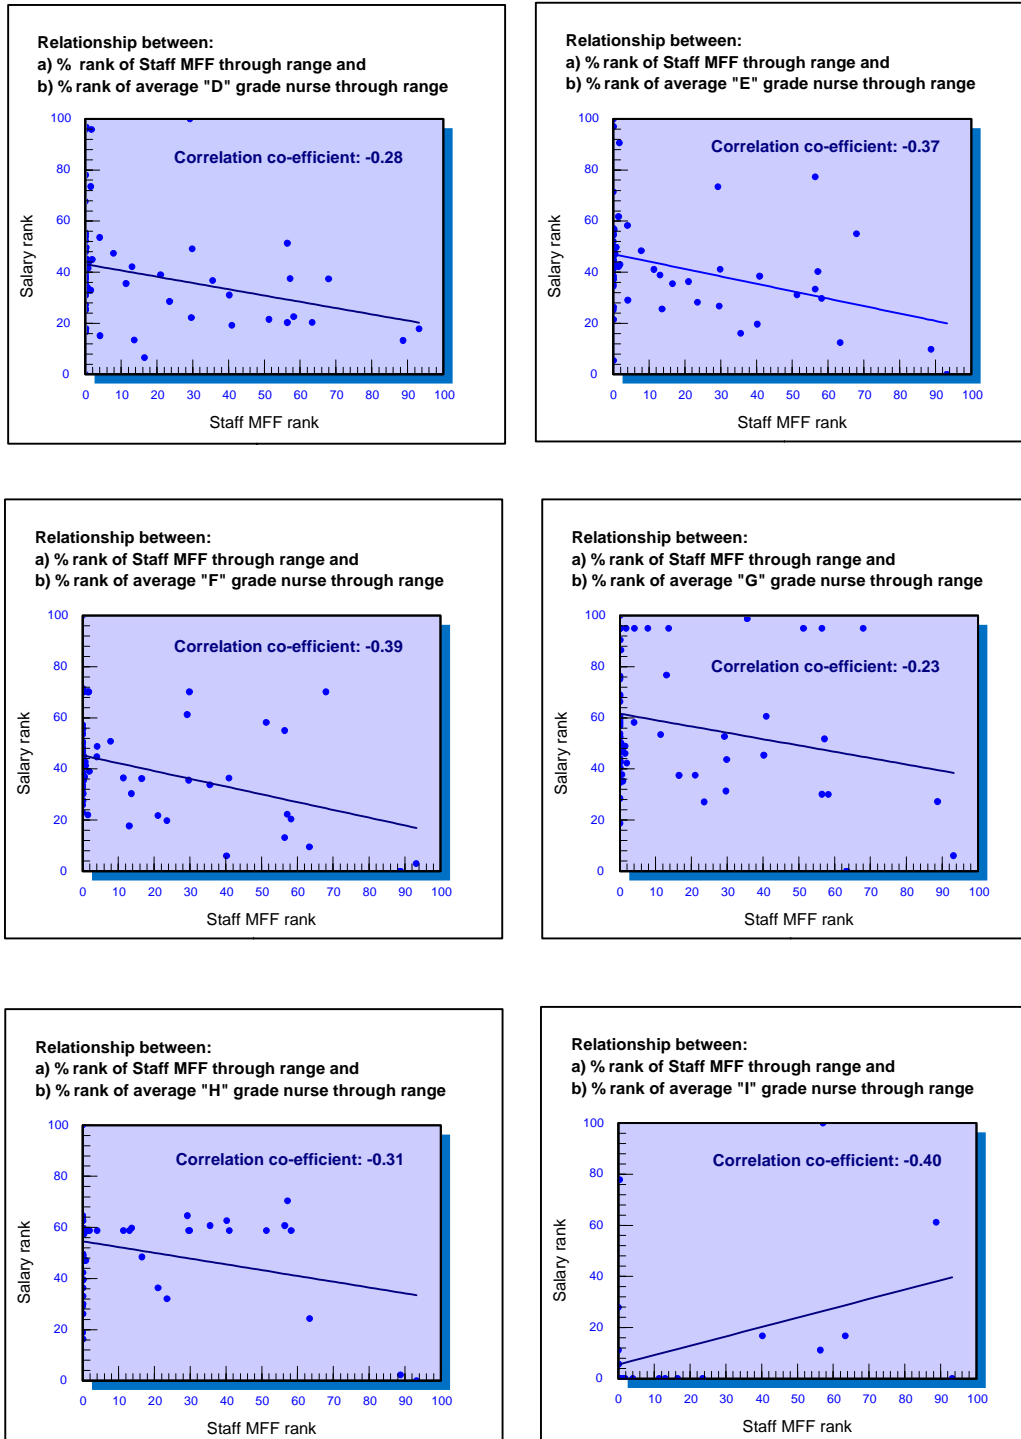 Relationship between:
a) % rank of Staff MFF through range and
b) % rank of average "D" grade nurse through range
Correlation co-efficient: -0.28
Salary rank
100
80
60
40
20
0
0 10 20 30 40 50 60 70 80 90 100
Staff MFF rank
Relationship between:
a) % rank of Staff MFF through range and
b) % rank of average "E" grade nurse through range
Correlation co-efficient: -0.37
Salary rank
100
80
60
40
20
0
0 10 20 30 40 50 60 70 80 90 100
Staff MFF rank
Relationship between:
a) % rank of Staff MFF through range and
b) % rank of average "F" grade nurse through range
Correlation co-efficient: -0.39
Salary rank
100
80
60
40
20
0
0 10 20 30 40 50 60 70 80 90 100
Staff MFF rank
Relationship between:
a) % rank of Staff MFF through range and
b) % rank of average "G" grade nurse through range
Correlation co-efficient: -0.23
Salary rank
100
80
60
40
20
0
0 10 20 30 40 50 60 70 80 90 100
Staff MFF rank
Relationship between:
a) % rank of Staff MFF through range and
b) % rank of average "H" grade nurse through range
Correlation co-efficient: -0.31
Salary rank
100
80
60
40
20
0
0 10 20 30 40 50 60 70 80 90 100
Staff MFF rank
Relationship between:
a) % rank of Staff MFF through range and
b) % rank of average "I" grade nurse through range
Correlation co-efficient: -0.40
Salary rank
100
80
60
40
20
0
0 10 20 30 40 50 60 70 80 90 100
Staff MFF rank